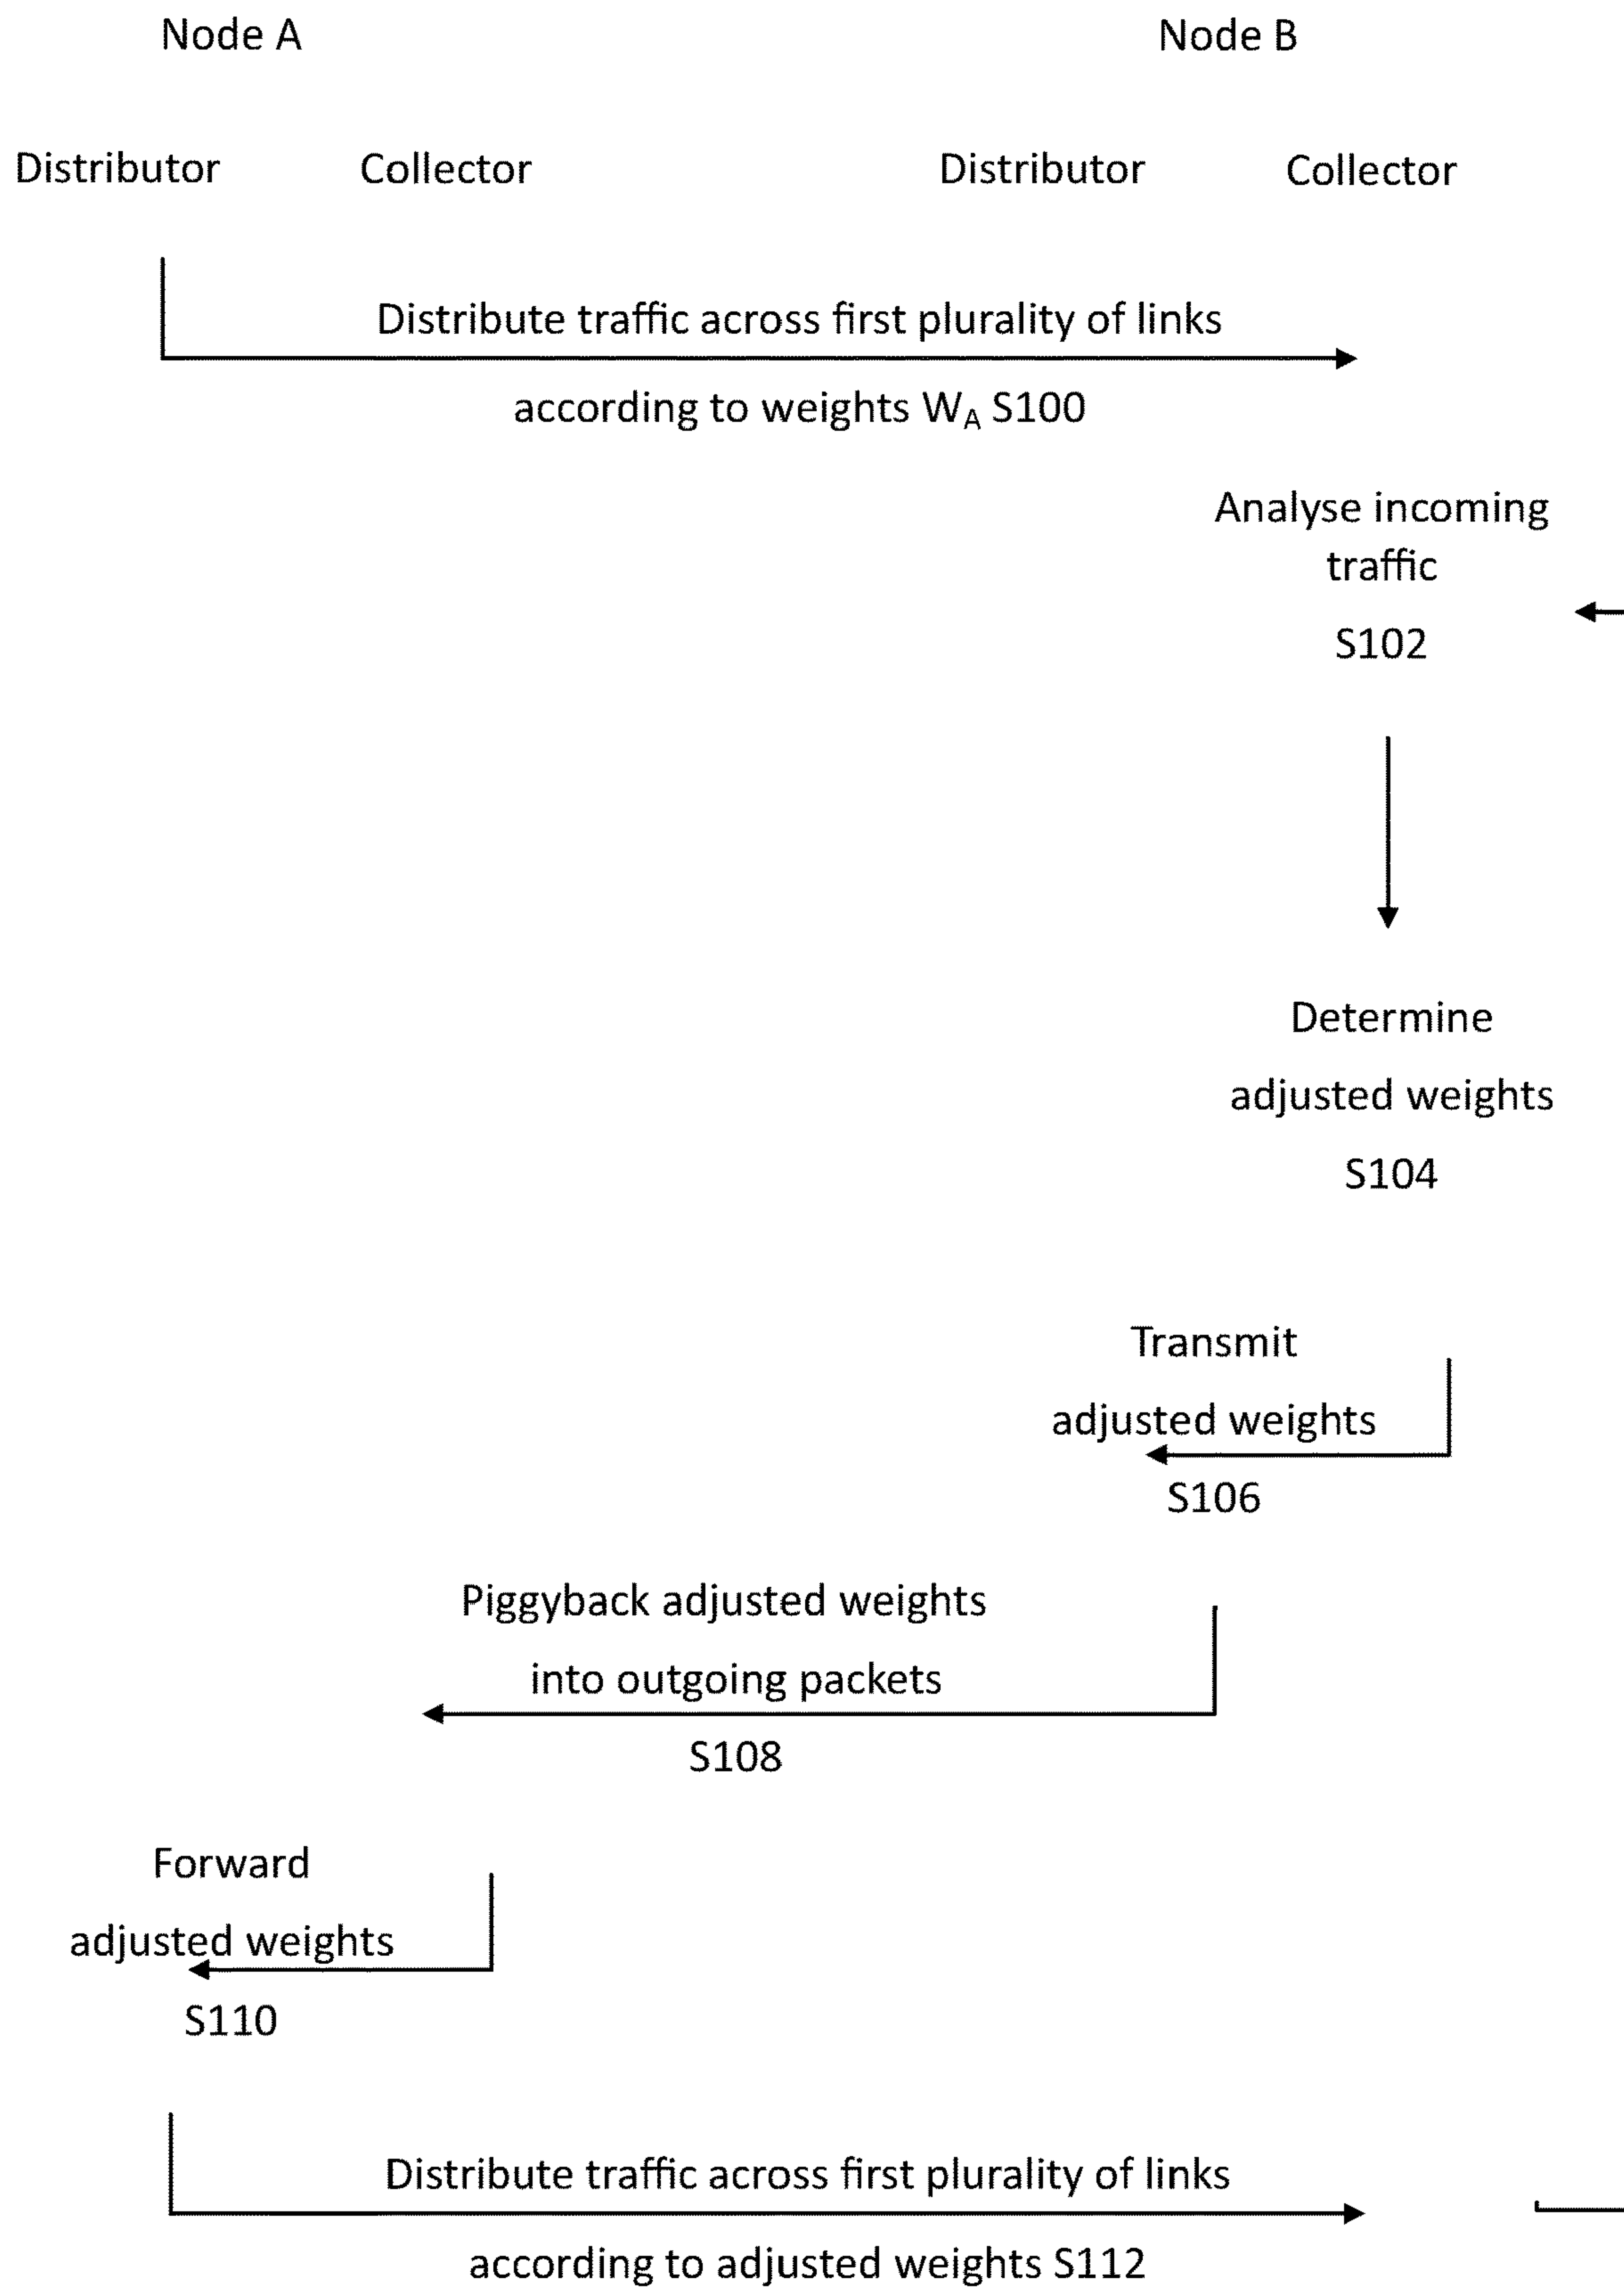 Node A Node B
Distributor Collector Distributor Collector
Distribute traffic across first plurality of links
according to weights WA S100
Analyse incoming
traffic
S102
Determine
adjusted weights
S104
Transmit
adjusted weights
S106
Piggyback adjusted weights
into outgoing packets
S108
Forward
adjusted weights
S110
Distribute traffic across first plurality of links
according to adjusted weights S112